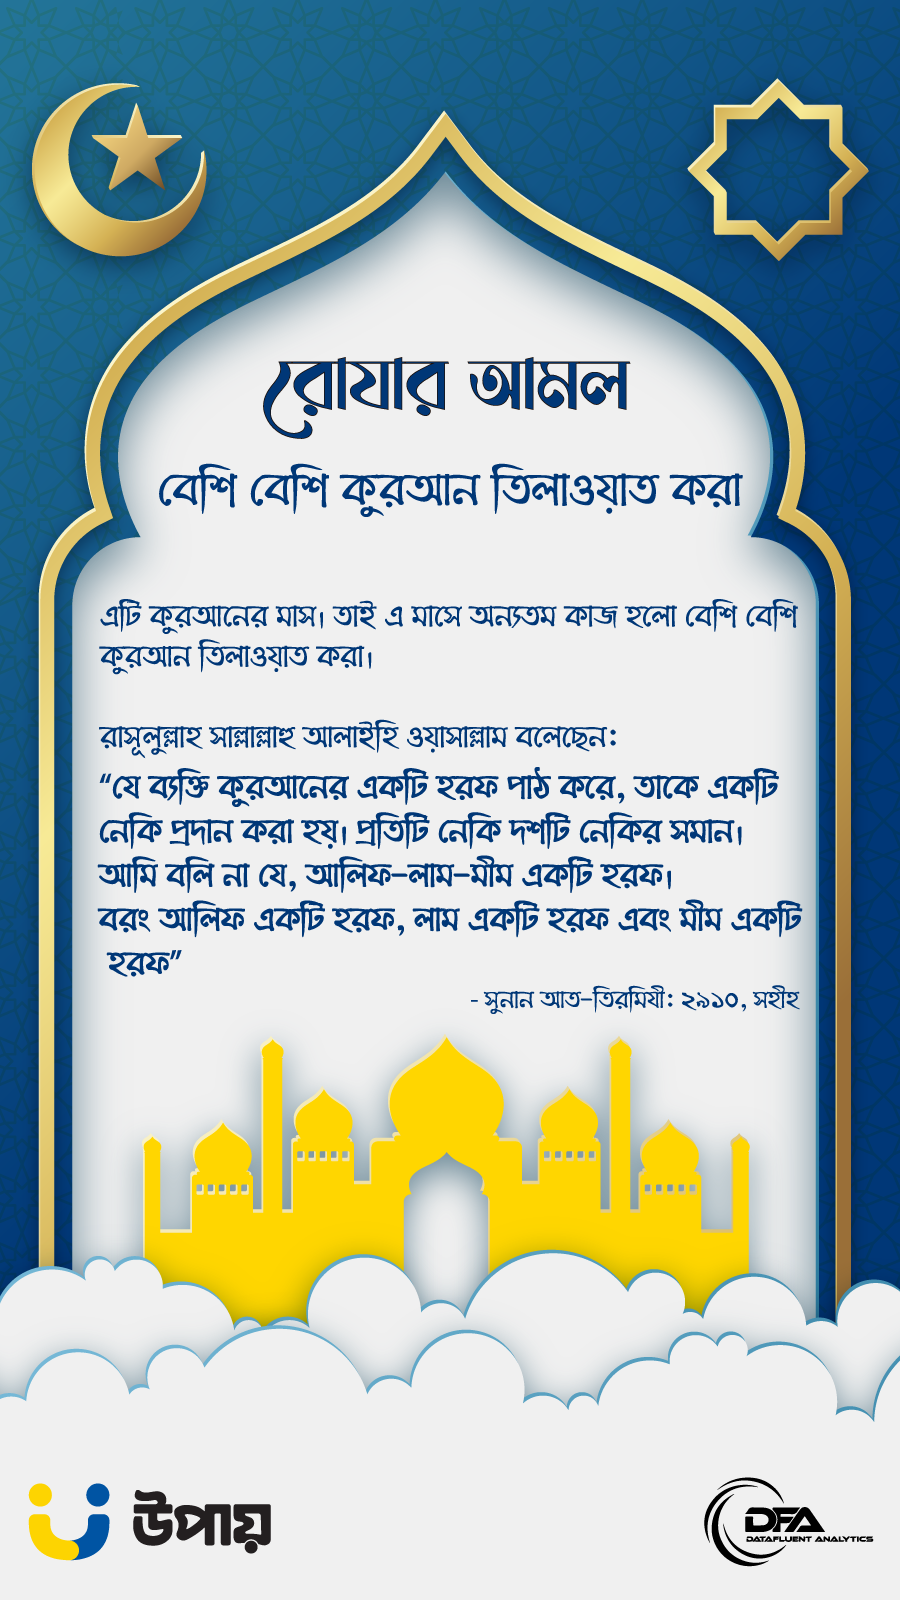 রোযার আমল
বেশি বেশি কুরআন তিলাওয়াত করা
এটি কুরআনের মাস। তাই এ মাসে অন্যতম কাজ হলো বেশি বেশি
কুরআন তিলাওয়াত করা।
রাসূলুল্লাহ সাল্লাল্লাহু আলাইহি ওয়াসাল্লাম বলেছেন:
“যে ব্যক্তি কুরআনের একটি হরফ পাঠ করে, তাকে একটি
নেকি প্রদান করা হয়। প্রতিটি নেকি দশটি নেকির সমান।
আমি বলি না যে, আলিফ-লাম-মীম একটি হরফ।
বরং আলিফ একটি হরফ, লাম একটি হরফ এবং মীম একটি
হরফ”
- সুনান আত-তিরমিযী: ২৯১০, সহীহ
উপায়
DFA
DATAFLUENT ANALYTICS